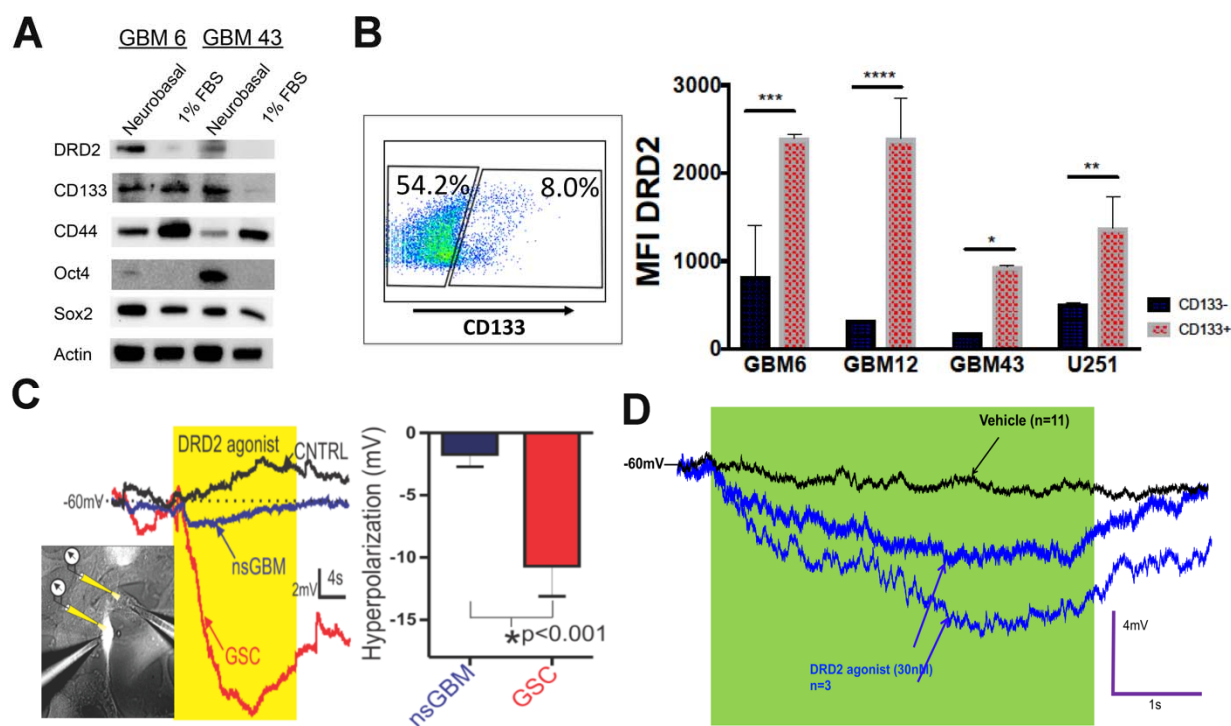 A
GBM 6 GBM 43
Neurobasal
1% FBS
Neurobasal
1% FBS
DRD2
CD133
CD44
Oct4
Sox2
Actin
B
54.2%
8.0%
CD133
MFI DRD2
3000
2000
1000
0
***
****
*
**
GBM6
GBM12
GBM43
U251
CD133-
CD133+
C
DRD2 agonist
CNTRL
-60mV
nsGBM
GSC
4s
2mV
Hyperpolarization (mV)
0
-5
-10
-15
*p<0.001
nsGBM
GSC
D
Vehicle (n=11)
-60mV
DRD2 agonist (30nM)
n=3
4mV
1s